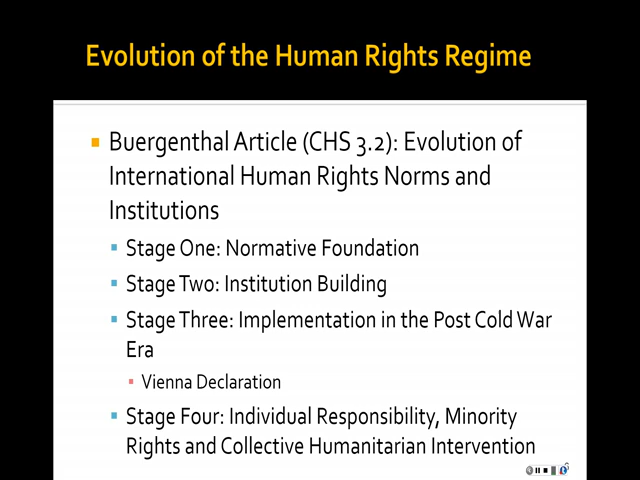 Evolution of the Human Rights Regime
Buergenthal Article (CHS 3.2): Evolution of
International Human Rights Norms and
Institutions
Stage One: Normative Foundation
Stage Two: Institution Building
Stage Three: Implementation in the Post Cold War
Era
Vienna Declaration
Stage Four: Individual Responsibility, Minority
Rights and Collective Humanitarian Intervention